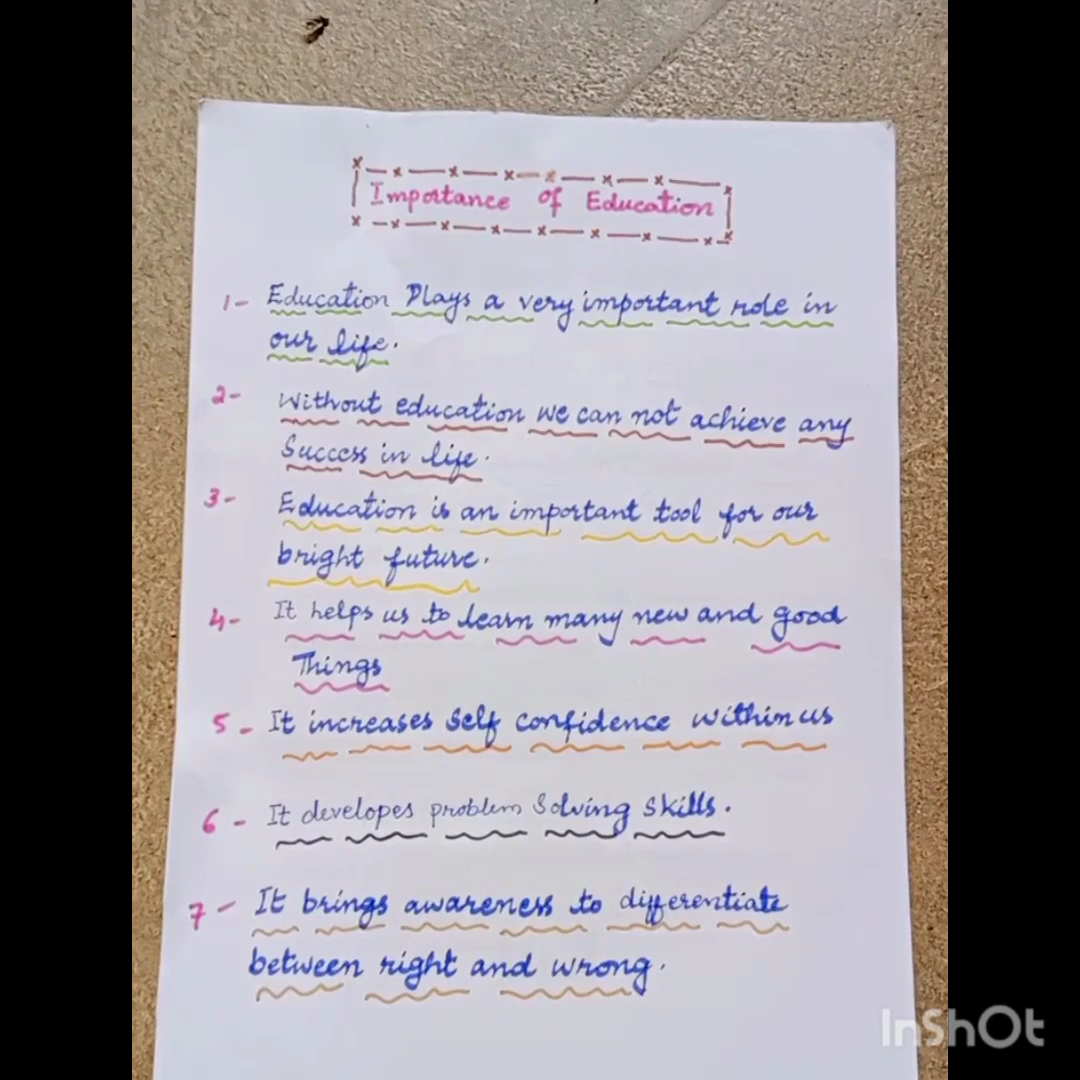 Importance of Education
1- Education Plays a very important role in
our life.
2- Without education we can not achieve any
Success in life.
3- Education is an important tool for our
bright future.
4- It helps us to learn many new and good
Things
5- It increases Self confidence within us
6- It developes problem Solving skills.
7- It brings awareness to differentiate
between right and wrong.
InShOt